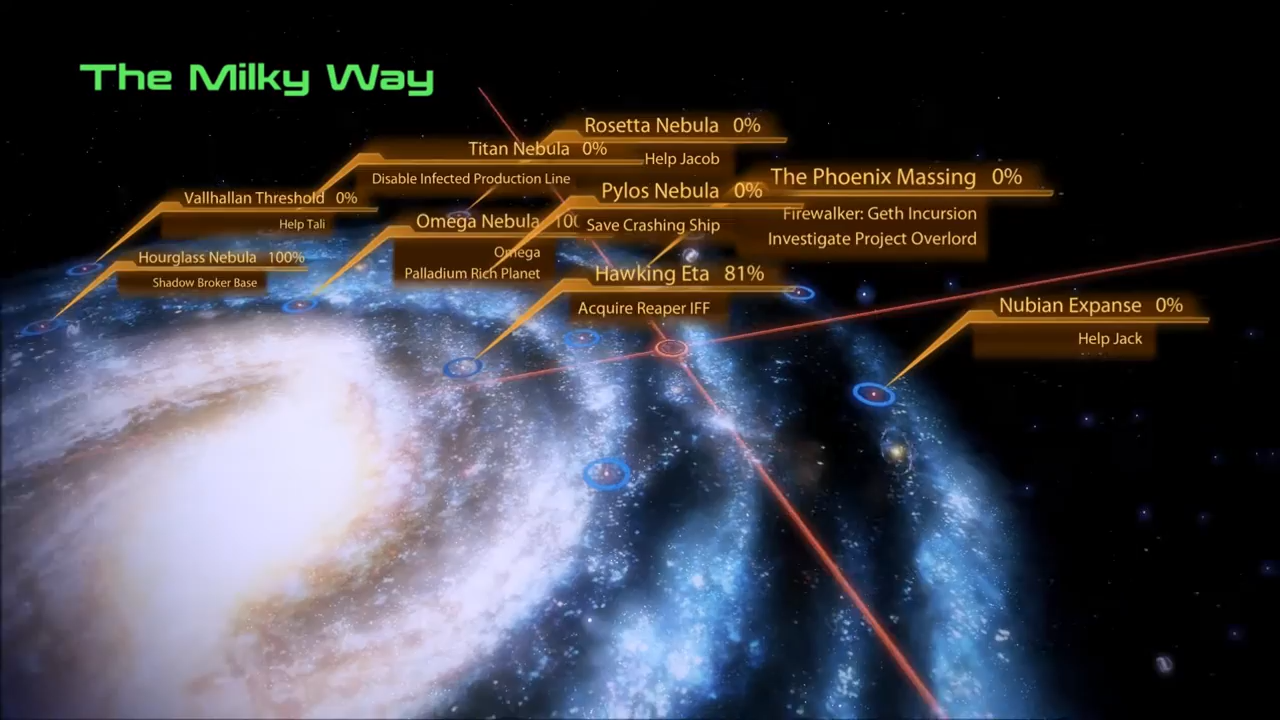 The Milky Way
Rosetta Nebula 0%
Help Jacob
Titan Nebula 0%
Disable Infected Production Line
The Phoenix Massing 0%
Firewalker: Geth Incursion
Investigate Project Overlord
Pylos Nebula 0%
Save Crashing Ship
Vallhallan Threshold 0%
Help Tali
Omega Nebula 10
Omega
Palladium Rich Planet
Hourglass Nebula 100%
Shadow Broker Base
Hawking Eta 81%
Acquire Reaper IFF
Nubian Expanse 0%
Help Jack